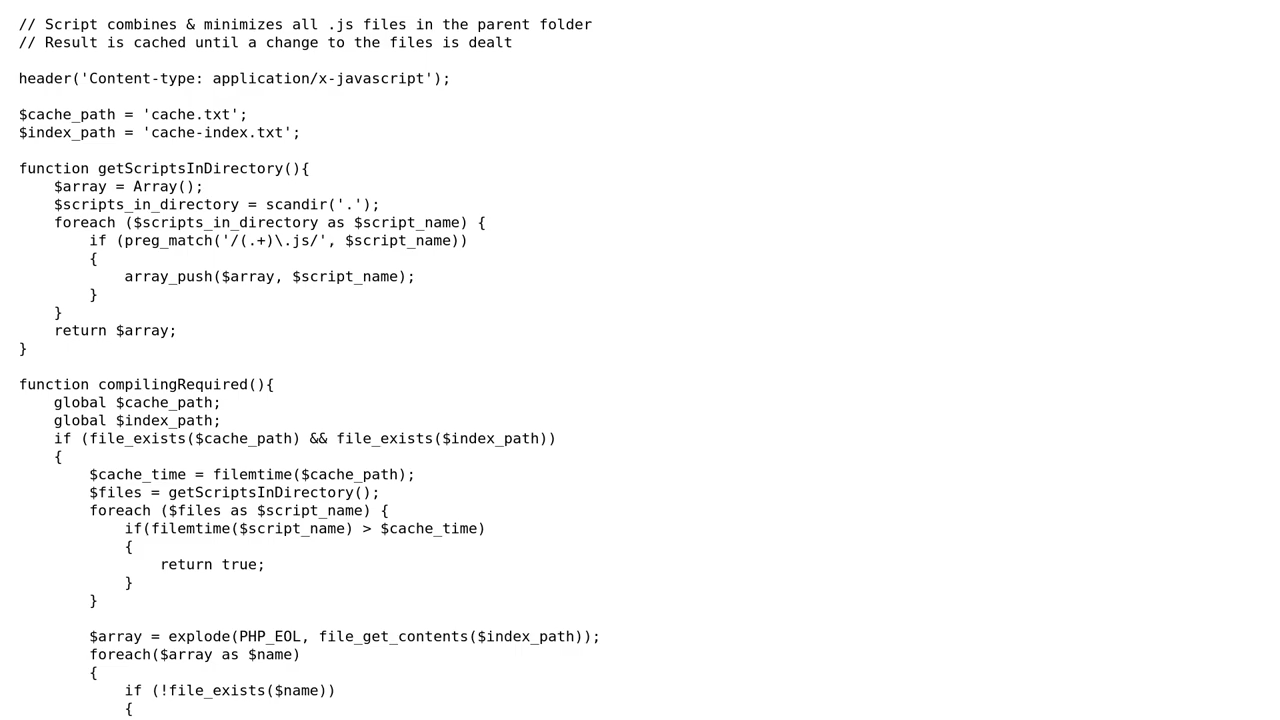 // Script combines & minimizes all .js files in the parent folder
// Result is cached until a change to the files is dealt

header('Content-type: application/x-javascript');

$cache_path = 'cache.txt';
$index_path = 'cache-index.txt';

function getScriptsInDirectory(){
    $array = Array();
    $scripts_in_directory = scandir('.');
    foreach ($scripts_in_directory as $script_name) {
        if (preg_match('/(.+)\.js/', $script_name))
        {
            array_push($array, $script_name);
        }
    }
    return $array;
}

function compilingRequired(){
    global $cache_path;
    global $index_path;
    if (file_exists($cache_path) && file_exists($index_path))
    {
        $cache_time = filemtime($cache_path);
        $files = getScriptsInDirectory();
        foreach ($files as $script_name) {
            if(filemtime($script_name) > $cache_time)
            {
                return true;
            }
        }

        $array = explode(PHP_EOL, file_get_contents($index_path));
        foreach($array as $name)
        {
            if (!file_exists($name))
            {